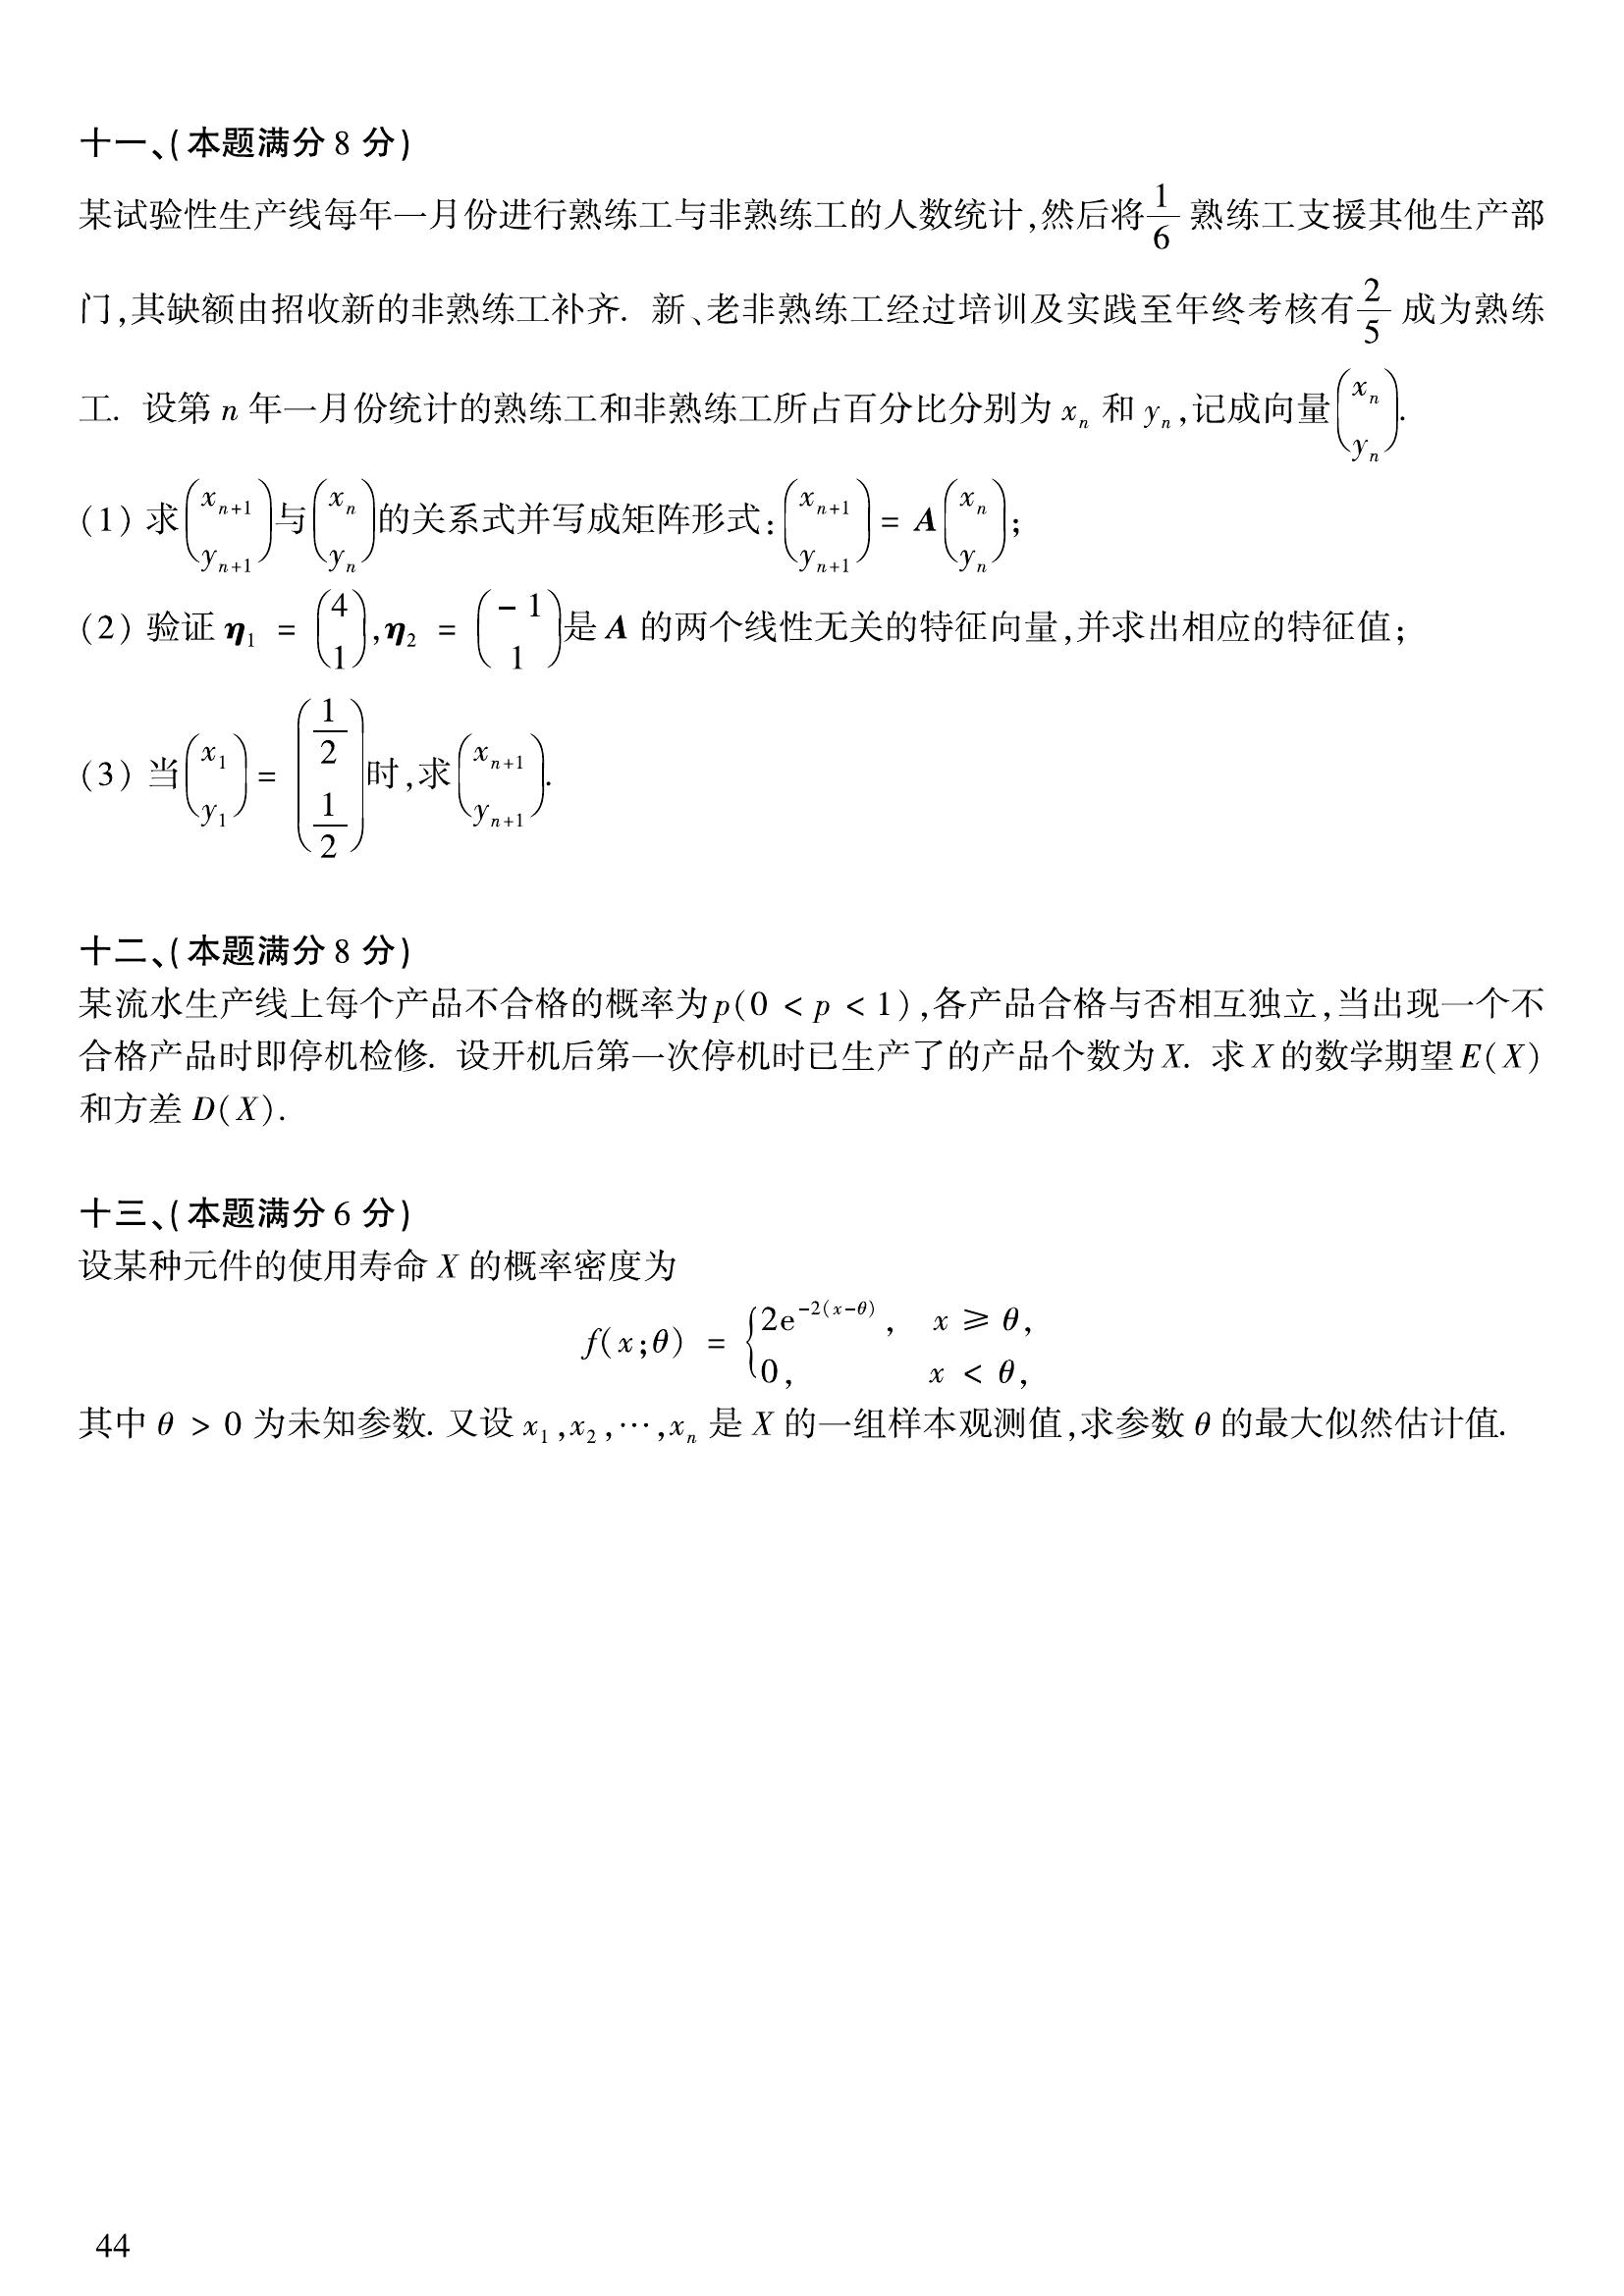 十一、(本题满分 8 分)
某试验性生产线每年一月份进行熟练工与非熟练工的人数统计,然后将$\frac{1}{6}$熟练工支援其他生产部
门,其缺额由招收新的非熟练工补齐. 新、老非熟练工经过培训及实践至年终考核有$\frac{2}{5}$成为熟练
工. 设第 $n$ 年一月份统计的熟练工和非熟练工所占百分比分别为 $x_n$ 和 $y_n$,记成向量$\begin{pmatrix} x_n \\ y_n \end{pmatrix}$.
(1) 求$\begin{pmatrix} x_{n+1} \\ y_{n+1} \end{pmatrix}$与$\begin{pmatrix} x_n \\ y_n \end{pmatrix}$的关系式并写成矩阵形式:$\begin{pmatrix} x_{n+1} \\ y_{n+1} \end{pmatrix} = \boldsymbol{A}\begin{pmatrix} x_n \\ y_n \end{pmatrix}$;
(2) 验证 $\boldsymbol{\eta}_1 = \begin{pmatrix} 4 \\ 1 \end{pmatrix}$,$\boldsymbol{\eta}_2 = \begin{pmatrix} -1 \\ 1 \end{pmatrix}$是 $\boldsymbol{A}$ 的两个线性无关的特征向量,并求出相应的特征值;
(3) 当$\begin{pmatrix} x_1 \\ y_1 \end{pmatrix} = \begin{pmatrix} \frac{1}{2} \\ \frac{1}{2} \end{pmatrix}$时,求$\begin{pmatrix} x_{n+1} \\ y_{n+1} \end{pmatrix}$.
十二、(本题满分 8 分)
某流水生产线上每个产品不合格的概率为 $p(0 < p < 1)$,各产品合格与否相互独立,当出现一个不
合格产品时即停机检修. 设开机后第一次停机时已生产了的产品个数为 $X$. 求 $X$ 的数学期望 $E(X)$
和方差 $D(X)$.
十三、(本题满分 6 分)
设某种元件的使用寿命 $X$ 的概率密度为
$f(x;\theta) = \begin{cases} 2\mathrm{e}^{-2(x-\theta)}, & x \geqslant \theta, \\ 0, & x < \theta, \end{cases}$
其中 $\theta > 0$ 为未知参数. 又设 $x_1,x_2,\cdots,x_n$ 是 $X$ 的一组样本观测值,求参数 $\theta$ 的最大似然估计值.
44